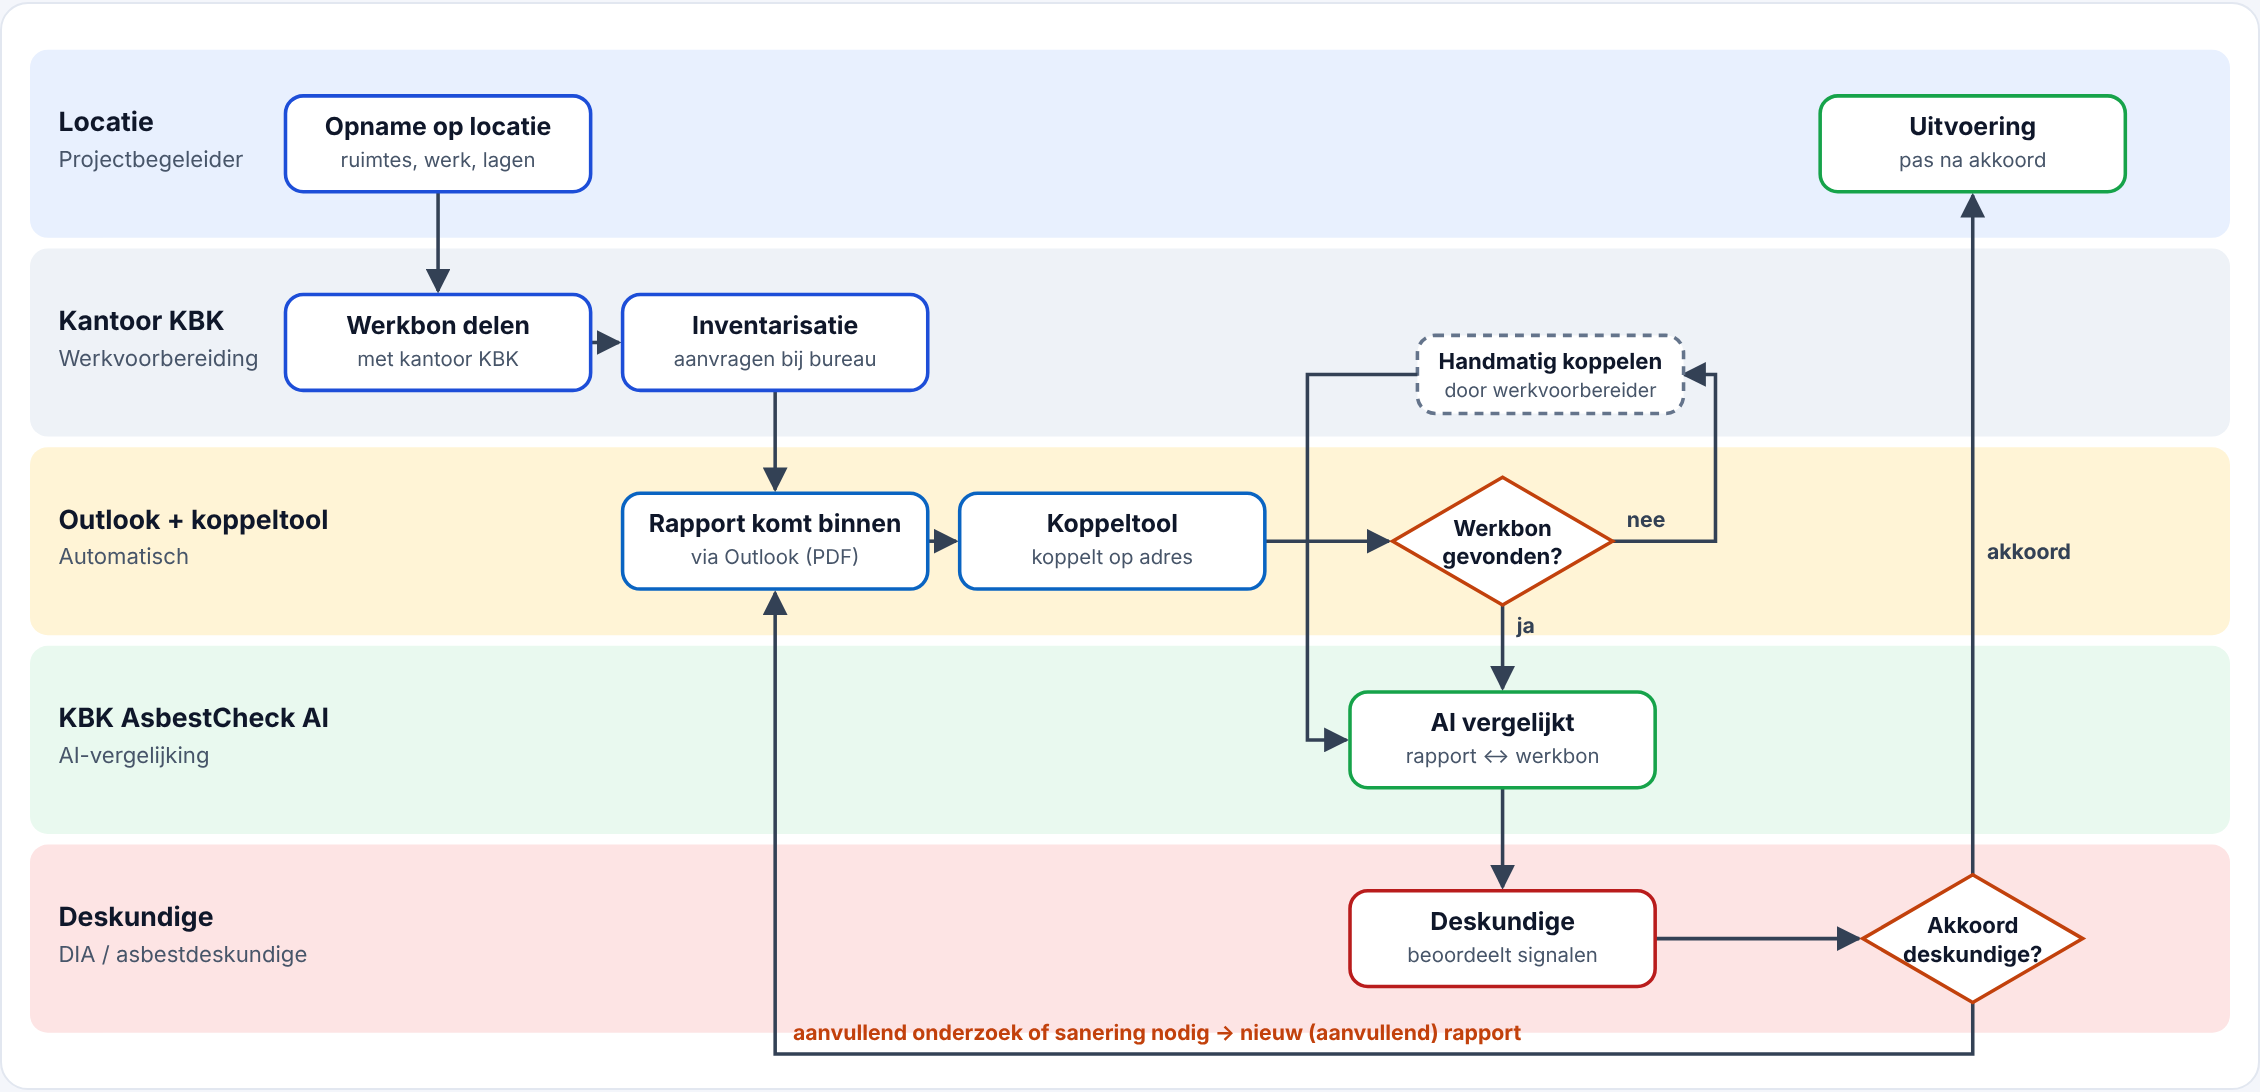 Locatie
Projectbegeleider
Opname op locatie
ruimtes, werk, lagen
Uitvoering
pas na akkoord
Kantoor KBK
Werkvoorbereiding
Werkbon delen
met kantoor KBK
Inventarisatie
aanvragen bij bureau
Handmatig koppelen
door werkvoorbereider
Outlook + koppeltool
Automatisch
Rapport komt binnen
via Outlook (PDF)
Koppeltool
koppelt op adres
Werkbon
gevonden?
nee
ja
akkoord
KBK AsbestCheck AI
AI-vergelijking
AI vergelijkt
rapport ↔ werkbon
Deskundige
DIA / asbestdeskundige
Deskundige
beoordeelt signalen
Akkoord
deskundige?
aanvullend onderzoek of sanering nodig → nieuw (aanvullend) rapport